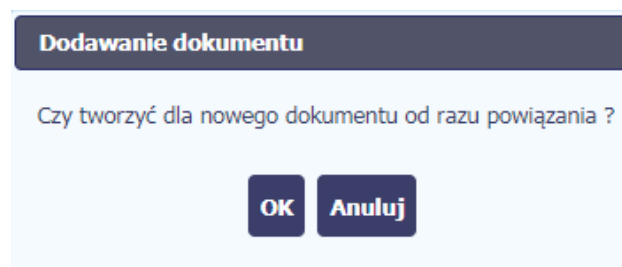 Dodawanie dokumentu
Czy tworzyć dla nowego dokumentu od razu powiązania ?
OK Anuluj